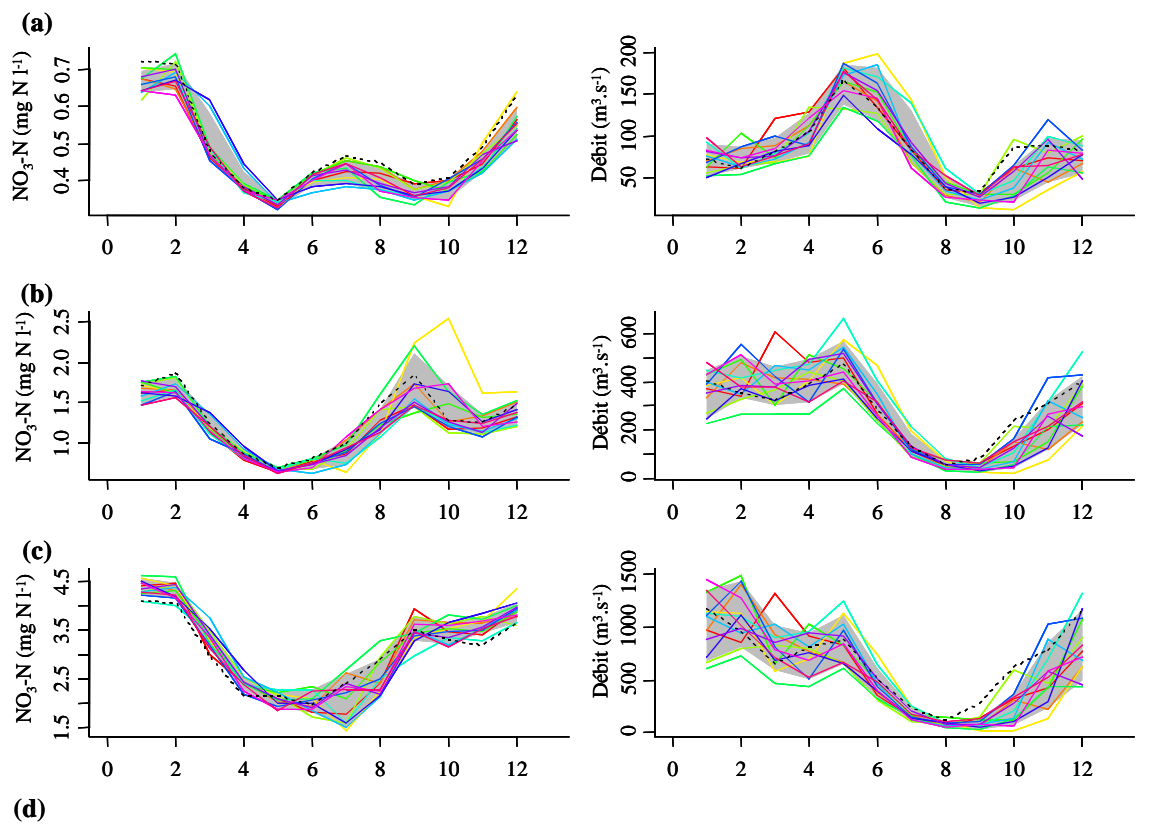 (a)
NO₃-N (mg N l⁻¹)
0.4 0.5 0.6 0.7
0 2 4 6 8 10 12
Débit (m³.s⁻¹)
50 100 150 200
0 2 4 6 8 10 12
(b)
NO₃-N (mg N l⁻¹)
1.0 1.5 2.0 2.5
0 2 4 6 8 10 12
Débit (m³.s⁻¹)
0 200 400 600
0 2 4 6 8 10 12
(c)
NO₃-N (mg N l⁻¹)
1.5 2.5 3.5 4.5
0 2 4 6 8 10 12
Débit (m³.s⁻¹)
0 500 1000 1500
0 2 4 6 8 10 12
(d)